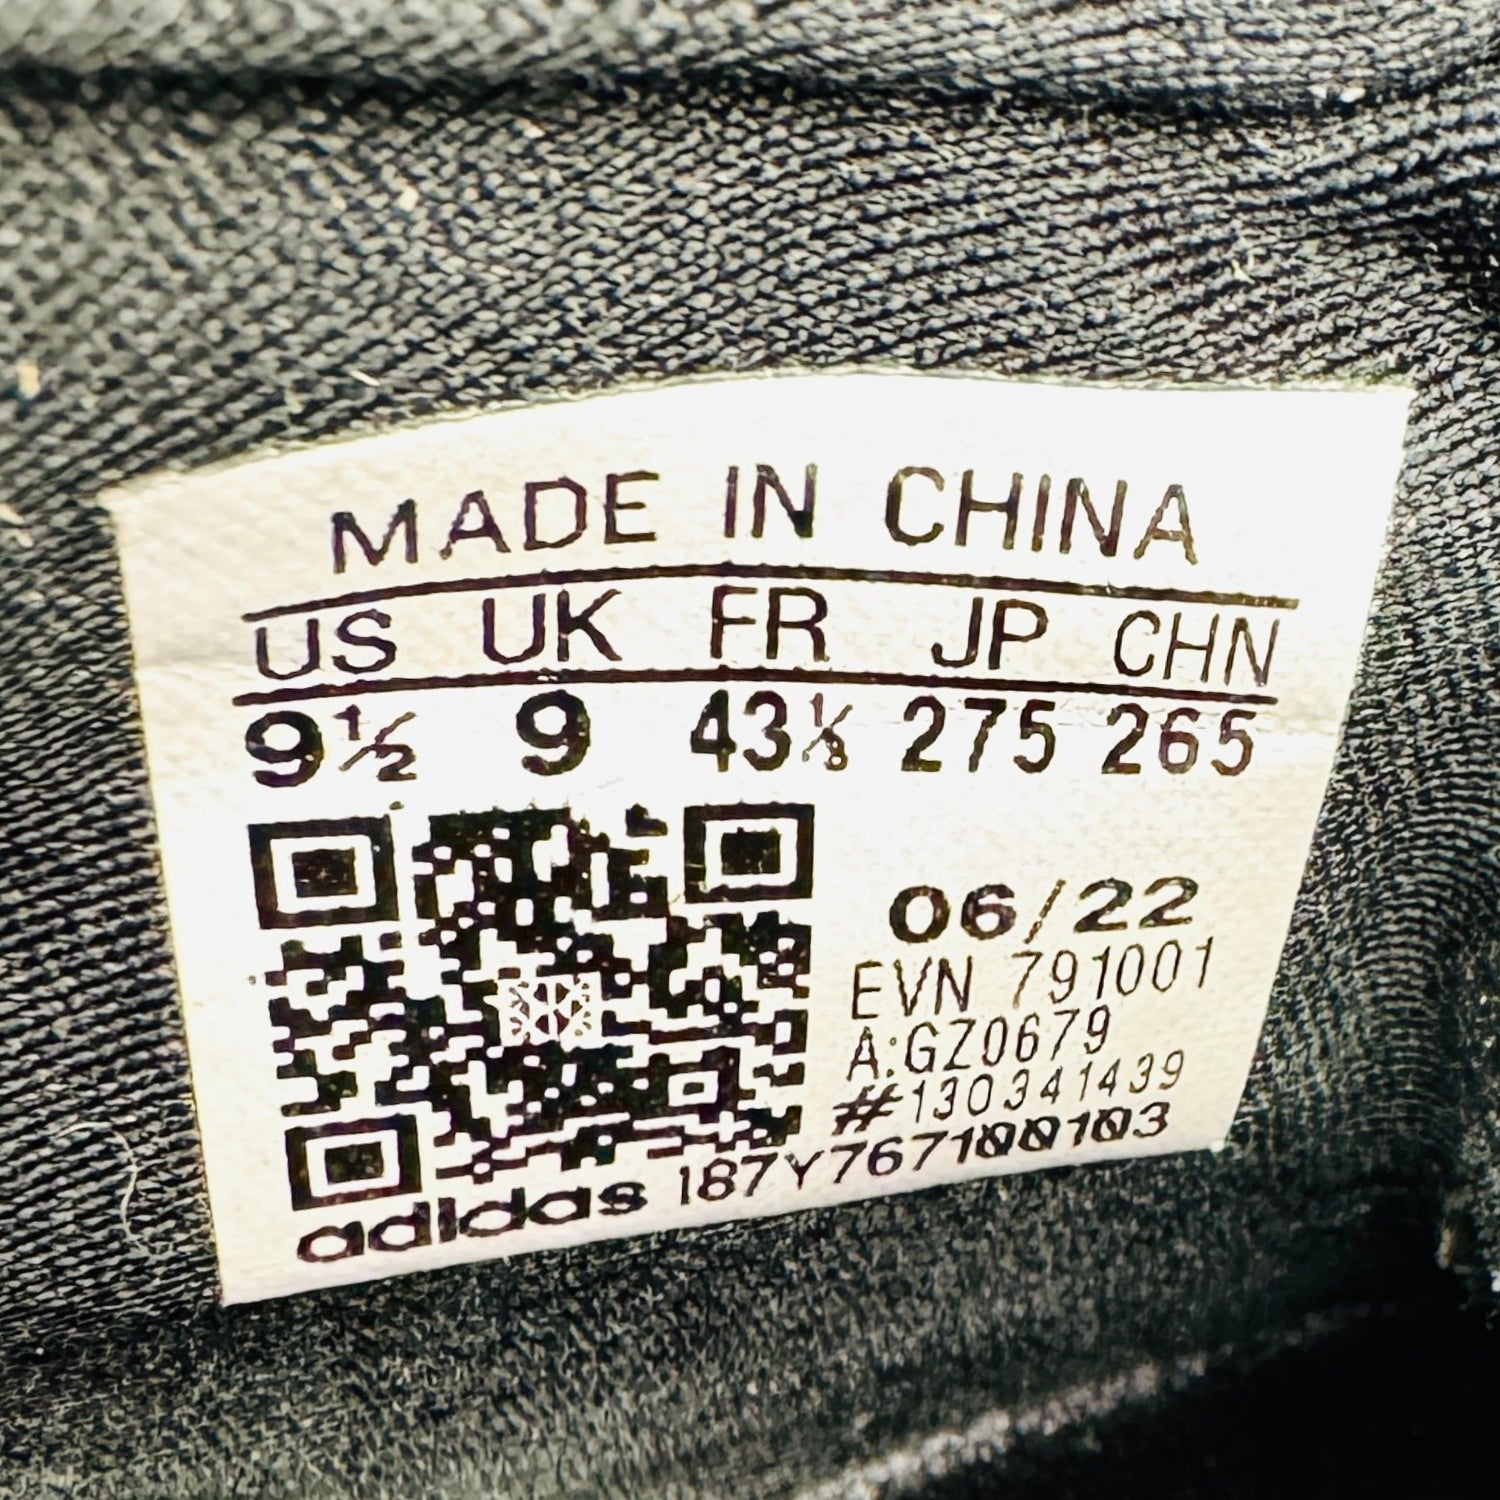 MADE IN CHINA
US UK FR JP CHN
9½ 9 43⅓ 275 265
06/22
EVN 791001
A:GZ0679
#130341439
adidas 187Y767100103